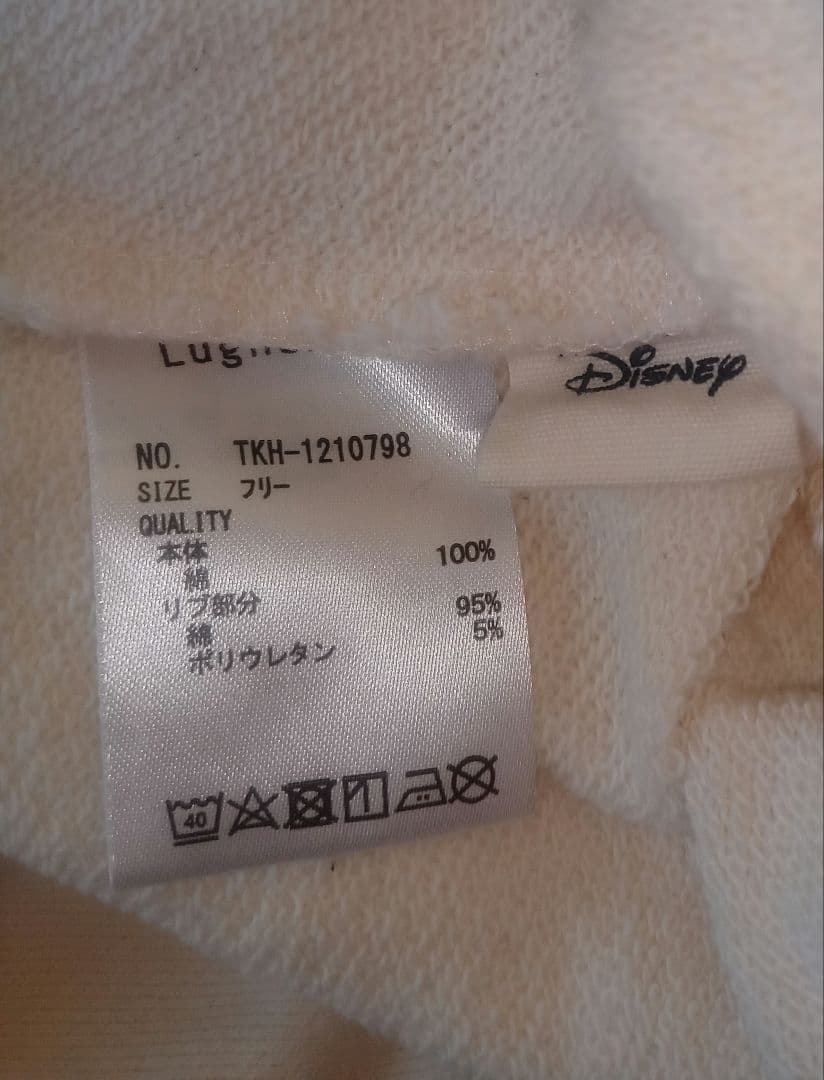 DISNEY
NO. TKH-1210798
SIZE フリー
QUALITY
本体 100%
綿
リブ部分 95%
綿 5%
ポリウレタン
40